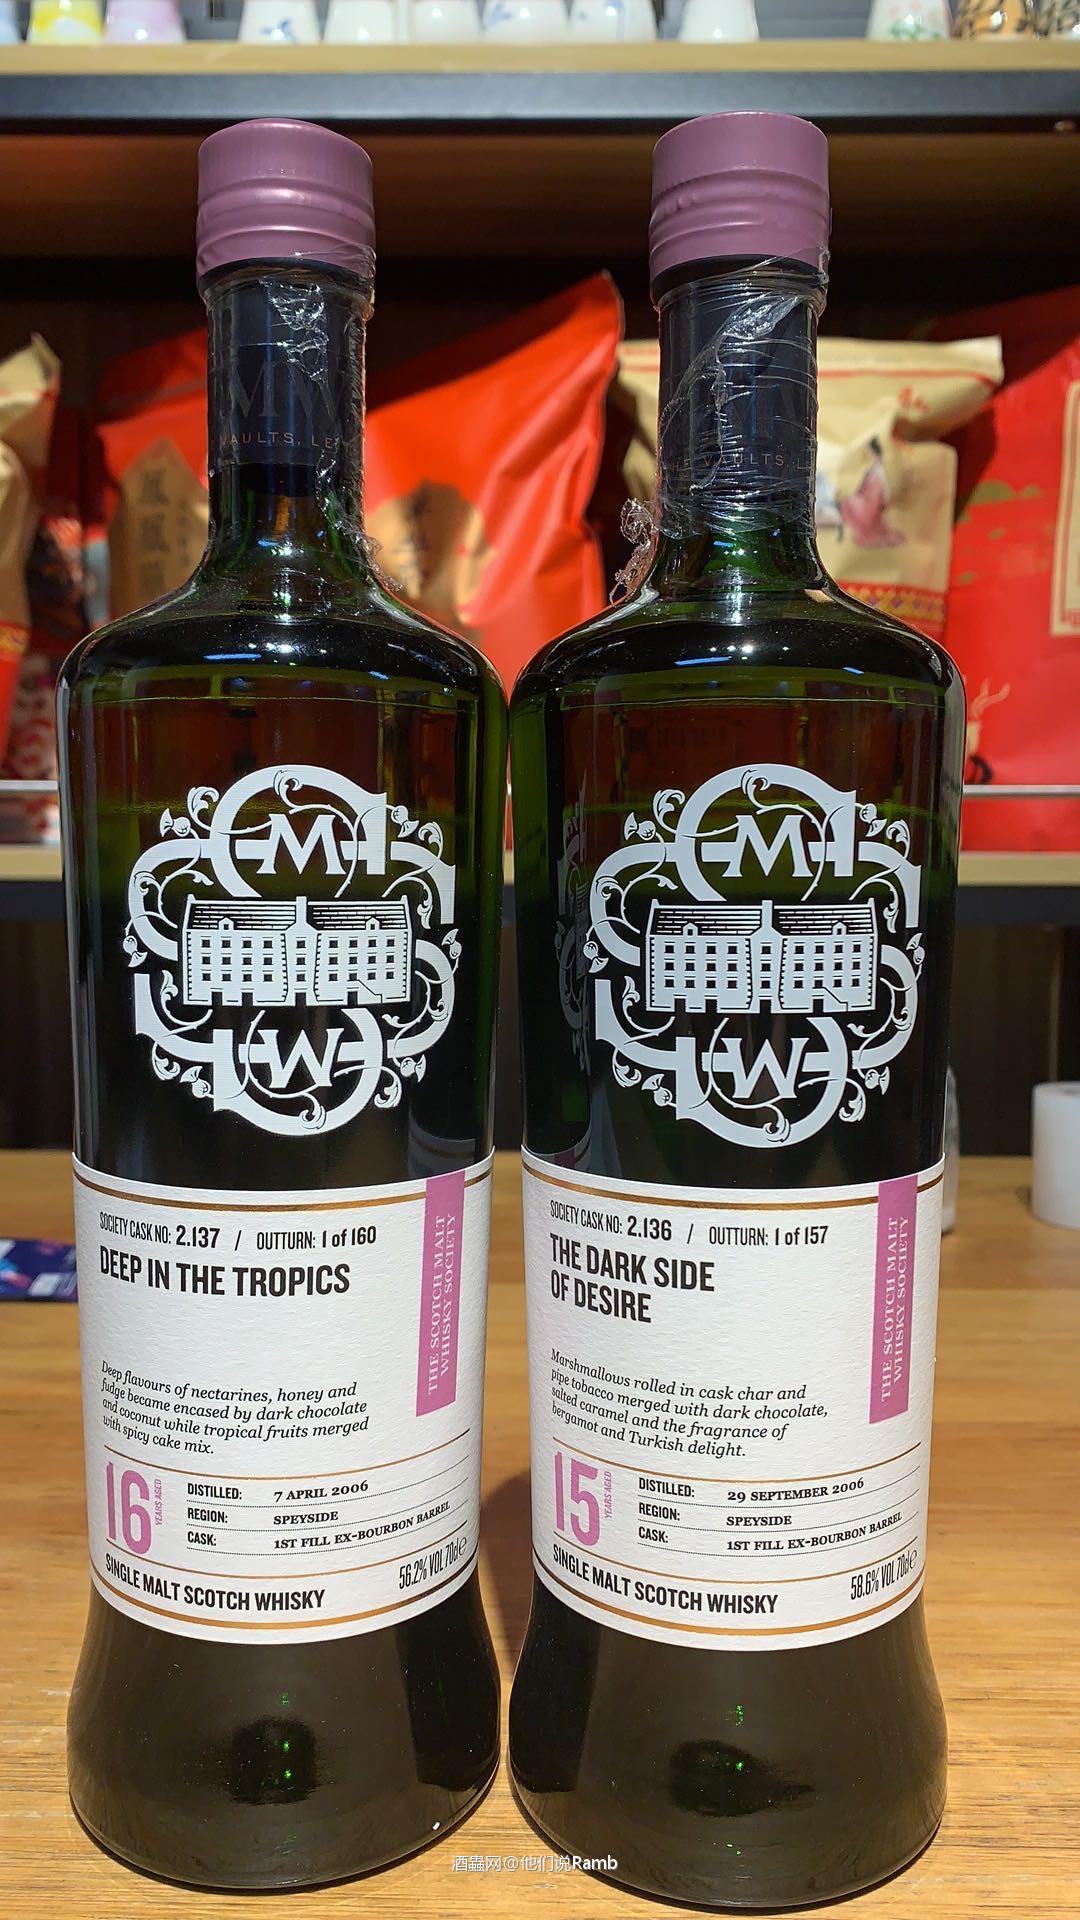 MW
VAULTS, LE
THE VAULTS, L
M
W
SOCIETY CASK NO: 2.137 / OUTTURN: 1 of 160
DEEP IN THE TROPICS
THE SCOTCH MALT
WHISKY SOCIETY
Deep flavours of nectarines, honey and
fudge became encased by dark chocolate
and coconut while tropical fruits merged
with spicy cake mix.
16
YEARS AGED
DISTILLED: 7 APRIL 2006
REGION: SPEYSIDE
CASK: 1ST FILL EX-BOURBON BARREL
SINGLE MALT SCOTCH WHISKY
56.2% VOL 70cl e
M
W
SOCIETY CASK NO: 2.136 / OUTTURN: 1 of 157
THE DARK SIDE
OF DESIRE
THE SCOTCH MALT
WHISKY SOCIETY
Marshmallows rolled in cask char and
pipe tobacco merged with dark chocolate,
salted caramel and the fragrance of
bergamot and Turkish delight.
15
YEARS AGED
DISTILLED: 29 SEPTEMBER 2006
REGION: SPEYSIDE
CASK: 1ST FILL EX-BOURBON BARREL
SINGLE MALT SCOTCH WHISKY
58.6% VOL 70cl e
酒蟲网@他们说Ramb